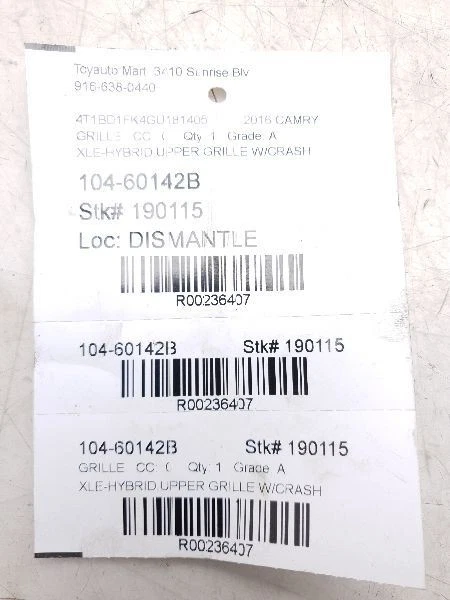 Toyauto Mart 3410 Sunrise Blv
916-638-0440
4T1BD1FK4GU181405 2016 CAMRY
GRILLE CC: 0 Qty: 1 Grade: A
XLE-HYBRID,UPPER GRILLE W/CRASH
104-60142B
Stk# 190115
Loc: DISMANTLE
R00236407
104-60142B Stk# 190115
R00236407
104-60142B Stk# 190115
GRILLE CC: 0 Qty: 1 Grade: A
XLE-HYBRID,UPPER GRILLE W/CRASH
R00236407